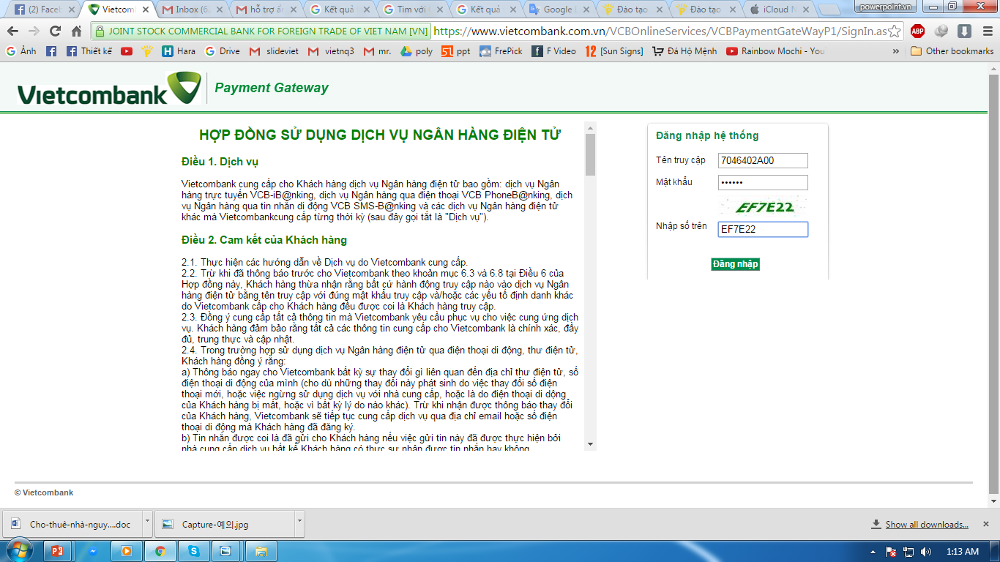 (2) Faceb
Vietcomb
Inbox (6
hỗ trợ ả
Kết quả
Tìm với
Kết quả
Google
Đào tạo
Đào tạo
iCloud
powerpoint.vn
JOINT STOCK COMMERCIAL BANK FOR FOREIGN TRADE OF VIET NAM [VN]
https://www.vietcombank.com.vn/VCBOnlineServices/VCBPaymentGateWayP1/SignIn.as
ABP
Ảnh
Thiết kế
Hara
Drive
slideviet
vietnq3
mr.
poly
ppt
FrePick
F Video
[Sun Signs]
Đá Hộ Mệnh
Rainbow Mochi - You
»
Other bookmarks
Vietcombank
Payment Gateway
HỢP ĐỒNG SỬ DỤNG DỊCH VỤ NGÂN HÀNG ĐIỆN TỬ
Điều 1. Dịch vụ
Vietcombank cung cấp cho Khách hàng dịch vụ Ngân hàng điện tử bao gồm: dịch vụ Ngân
hàng trực tuyến VCB-iB@nking, dịch vụ Ngân hàng qua điện thoại VCB PhoneB@nking, dịch
vụ Ngân hàng qua tin nhắn di động VCB SMS-B@nking và các dịch vụ Ngân hàng điện tử
khác mà Vietcombankcung cấp từng thời kỳ (sau đây gọi tắt là "Dịch vụ").
Điều 2. Cam kết của Khách hàng
2.1. Thực hiện các hướng dẫn về Dịch vụ do Vietcombank cung cấp.
2.2. Trừ khi đã thông báo trước cho Vietcombank theo khoản mục 6.3 và 6.8 tại Điều 6 của
Hợp đồng này, Khách hàng thừa nhận rằng bất cứ hành động truy cập nào vào dịch vụ Ngân
hàng điện tử bằng tên truy cập với đúng mật khẩu truy cập và/hoặc các yếu tố định danh khác
do Vietcombank cấp cho Khách hàng đều được coi là Khách hàng truy cập.
2.3. Đồng ý cung cấp tất cả thông tin mà Vietcombank yêu cầu phục vụ cho việc cung ứng dịch
vụ. Khách hàng đảm bảo rằng tất cả các thông tin cung cấp cho Vietcombank là chính xác, đầy
đủ, trung thực và cập nhật.
2.4. Trong trường hợp sử dụng dịch vụ Ngân hàng điện tử qua điện thoại di động, thư điện tử,
Khách hàng đồng ý rằng:
a) Thông báo ngay cho Vietcombank bất kỳ sự thay đổi gì liên quan đến địa chỉ thư điện tử, số
điện thoại di động của mình (cho dù những thay đổi này phát sinh do việc thay đổi số điện
thoại mới, hoặc việc ngừng sử dụng dịch vụ với nhà cung cấp, hoặc là do điện thoại di động
của Khách hàng bị mất, hoặc vì bất kỳ lý do nào khác). Trừ khi nhận được thông báo thay đổi
của Khách hàng, Vietcombank sẽ tiếp tục cung cấp dịch vụ qua địa chỉ email hoặc số điện
thoại di động mà Khách hàng đã đăng ký.
b) Tin nhắn được coi là đã gửi cho Khách hàng nếu việc gửi tin này đã được thực hiện bởi
nhà cung cấp dịch vụ bất kể Khách hàng có thực sự nhận được tin nhắn hay không.
Đăng nhập hệ thống
Tên truy cập 7046402A00
Mật khẩu ••••••
EF7E22
Nhập số trên EF7E22
Đăng nhập
© Vietcombank
Cho-thuê-nhà-nguy....doc
Capture-예의.jpg
Show all downloads...
1:13 AM